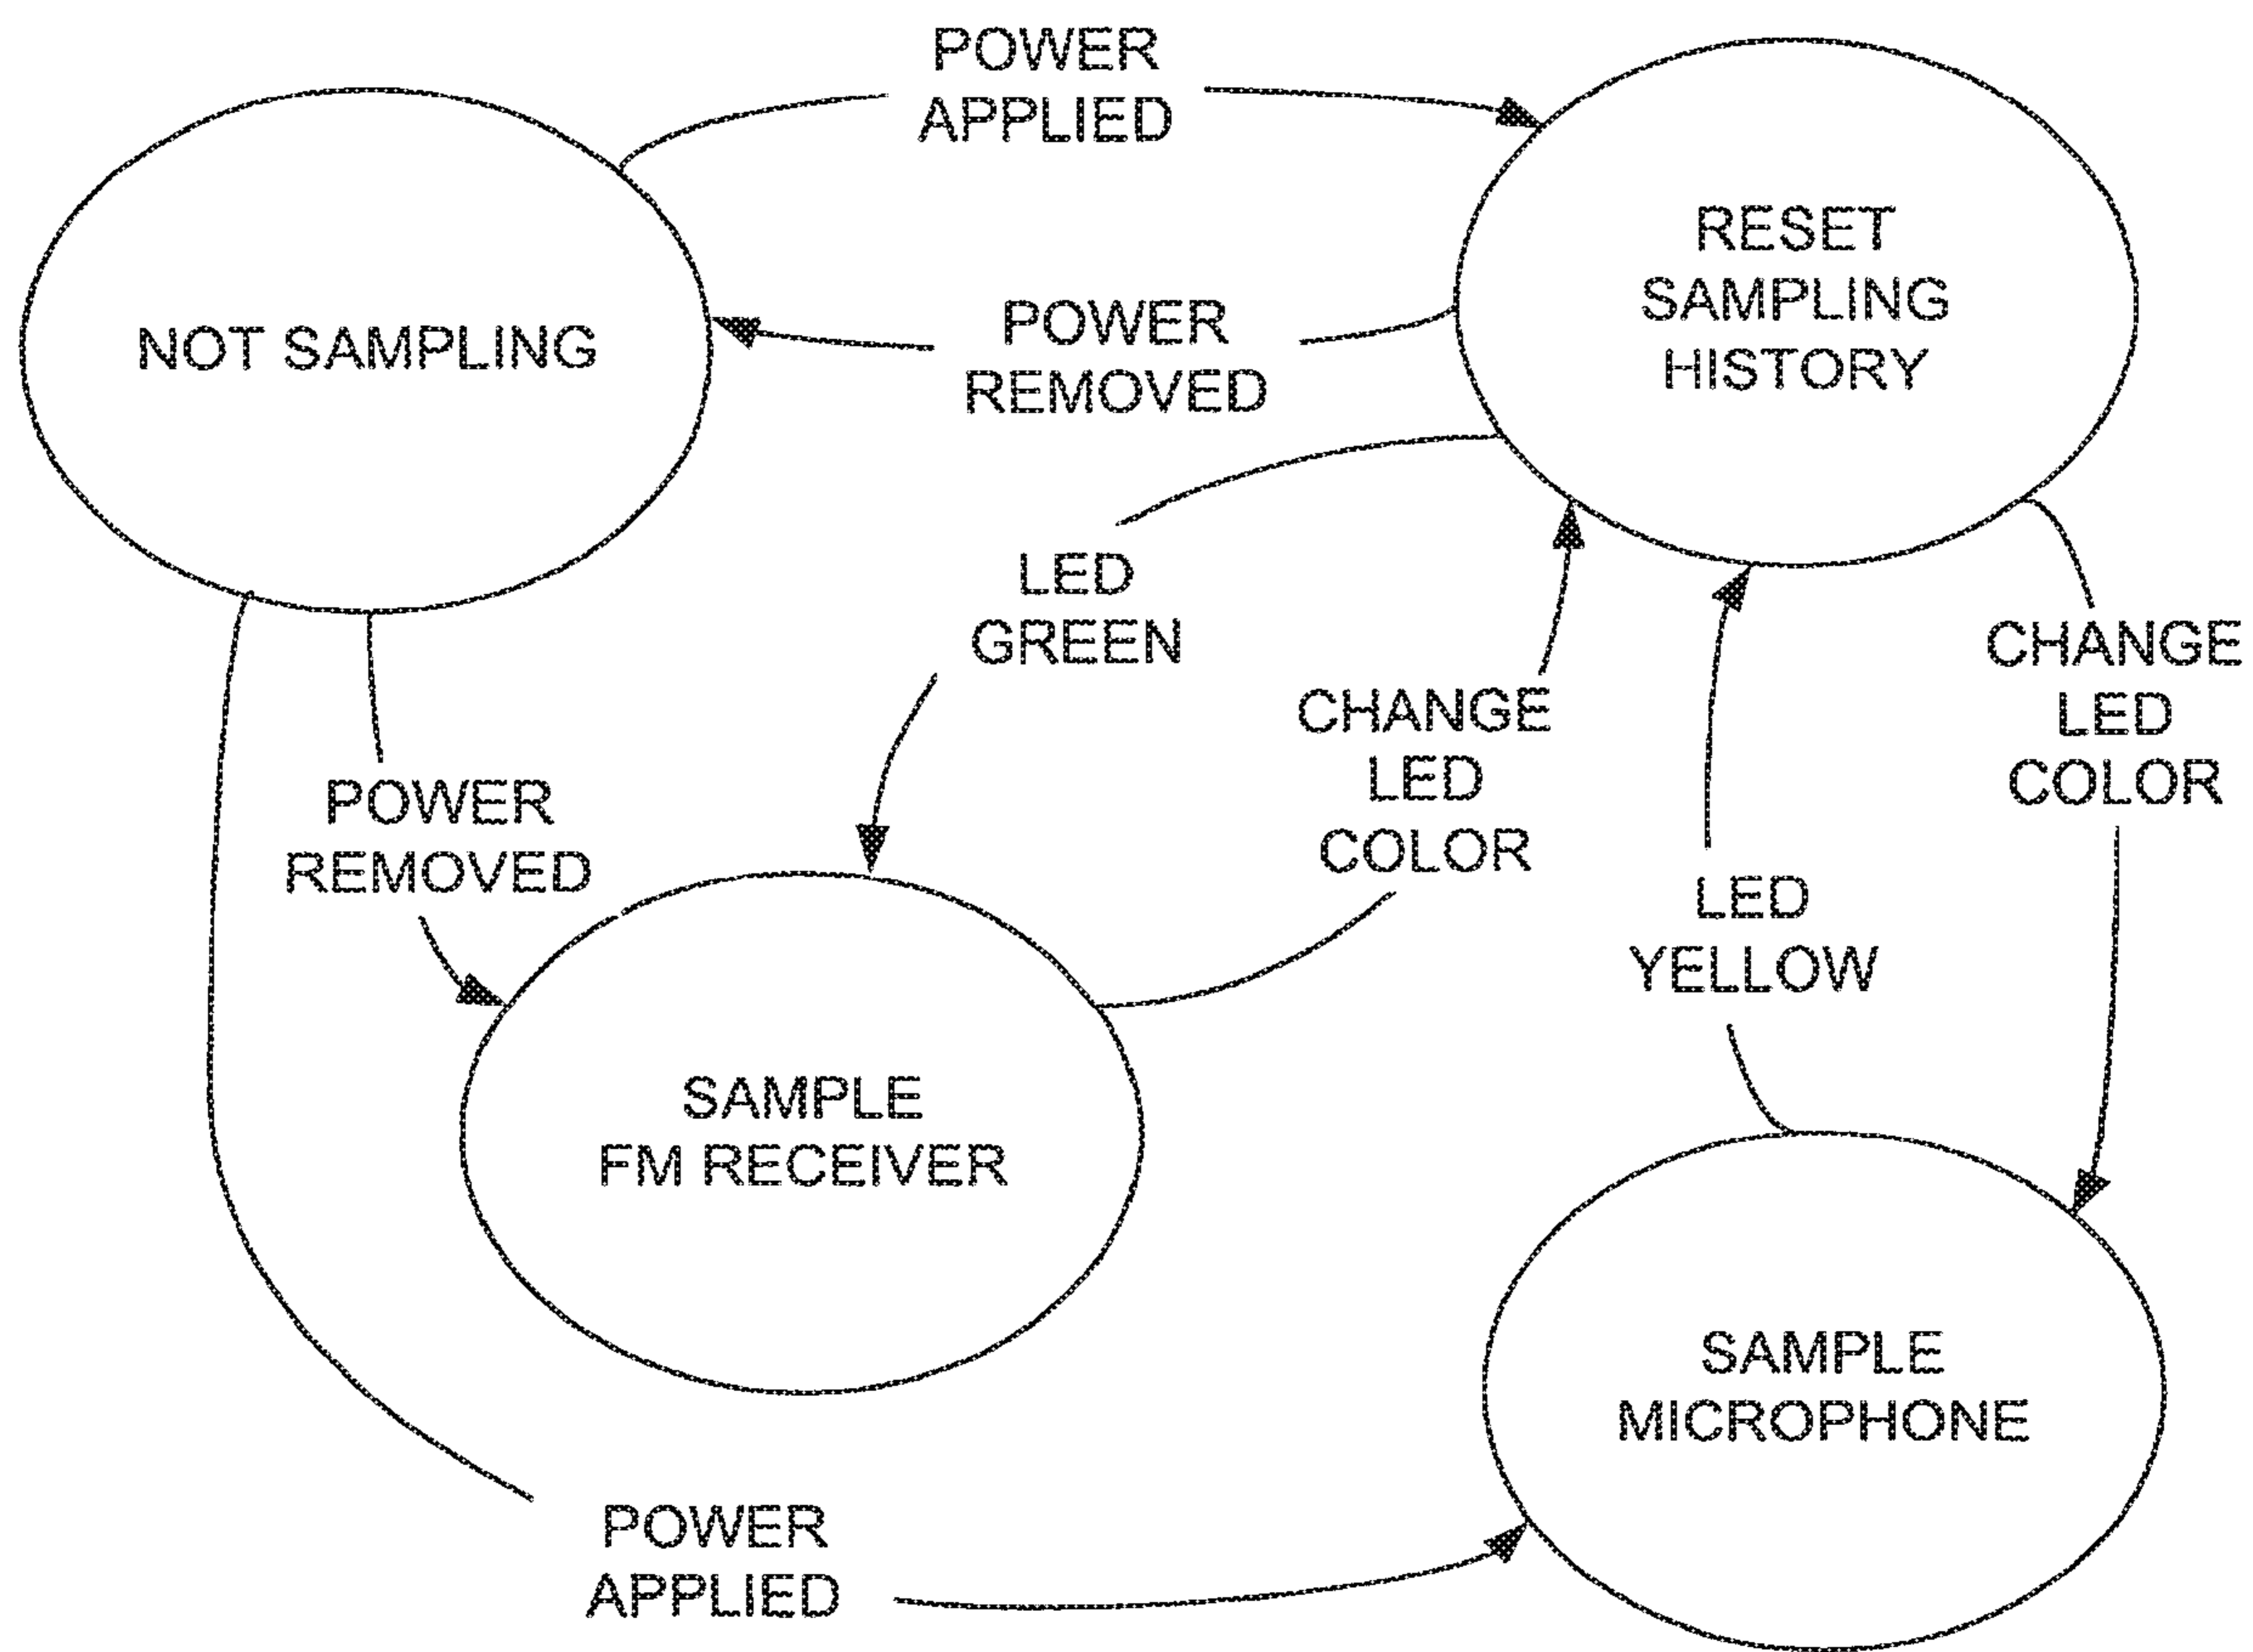 POWER
APPLIED
RESET
SAMPLING
HISTORY
NOT SAMPLING
POWER
REMOVED
LED
GREEN
CHANGE
LED
COLOR
CHANGE
LED
COLOR
POWER
REMOVED
LED
YELLOW
SAMPLE
FM RECEIVER
SAMPLE
MICROPHONE
POWER
APPLIED